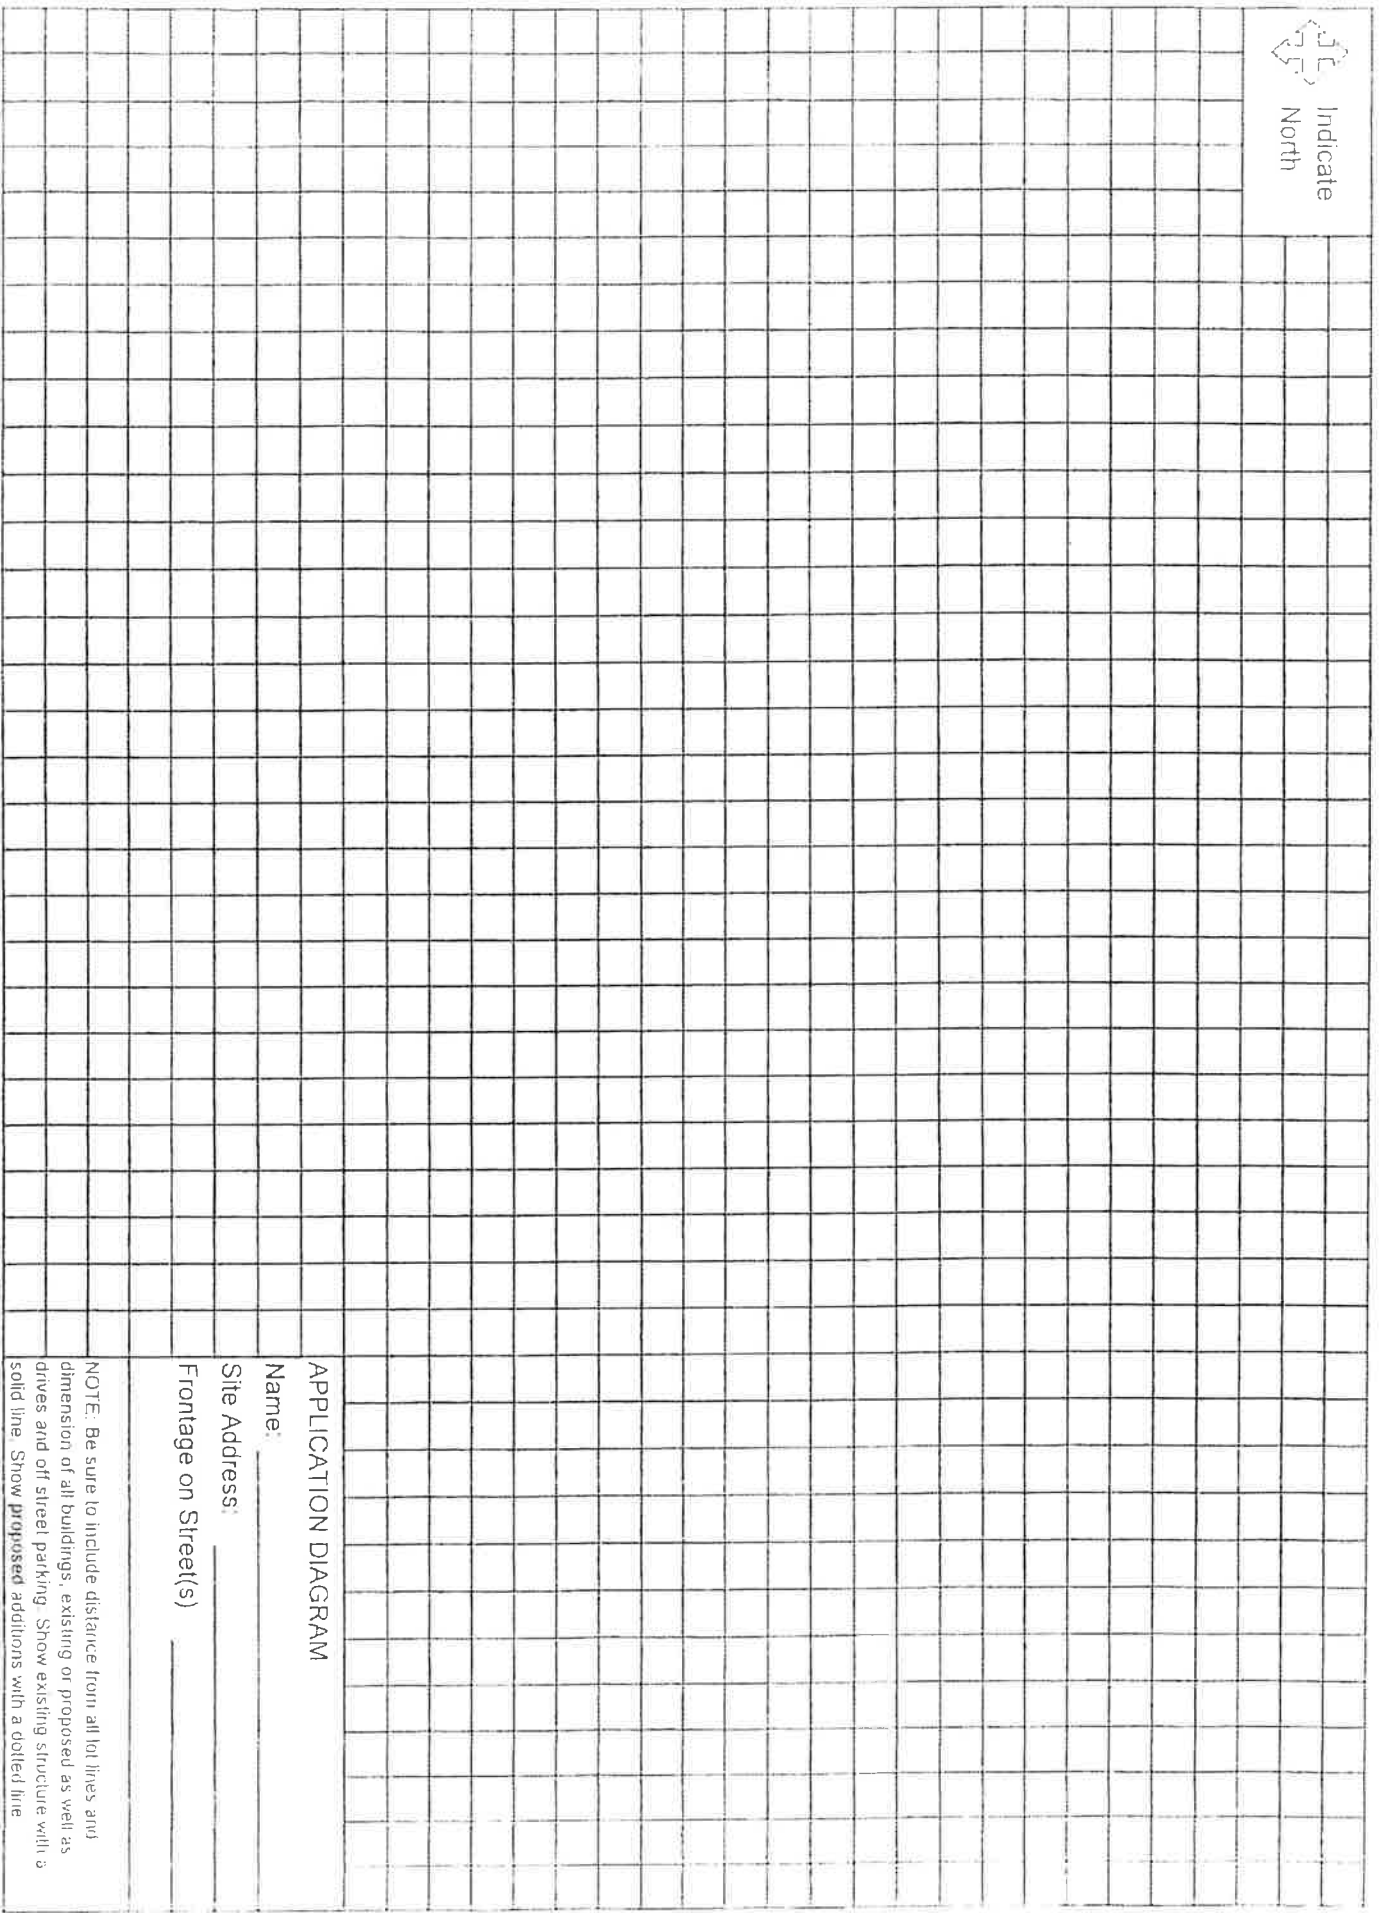 Indicate
North
APPLICATION DIAGRAM
Name:
Site Address:
Frontage on Street(s)
NOTE: Be sure to include distance from all lot lines and
dimension of all buildings, existing or proposed as well as
drives and off street parking. Show existing structure with a
solid line. Show proposed additions with a dotted line